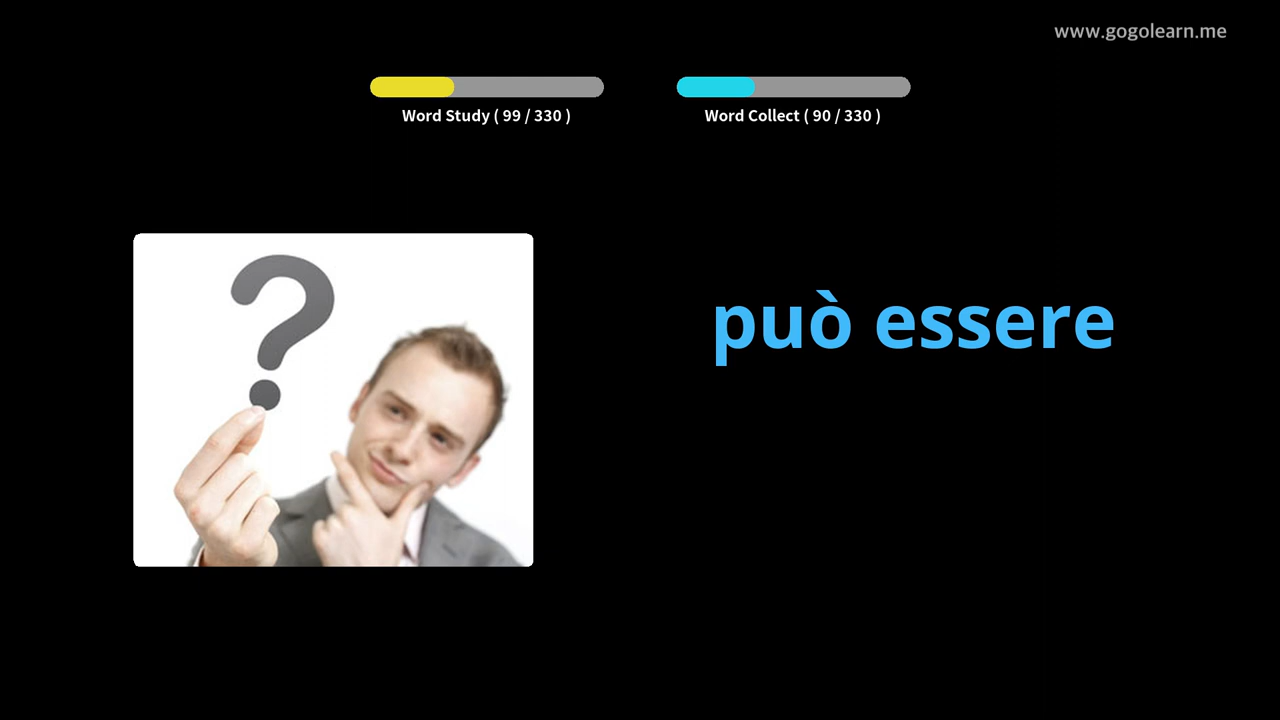 www.gogolearn.me
Word Study ( 99 / 330 )
Word Collect ( 90 / 330 )
?
può essere